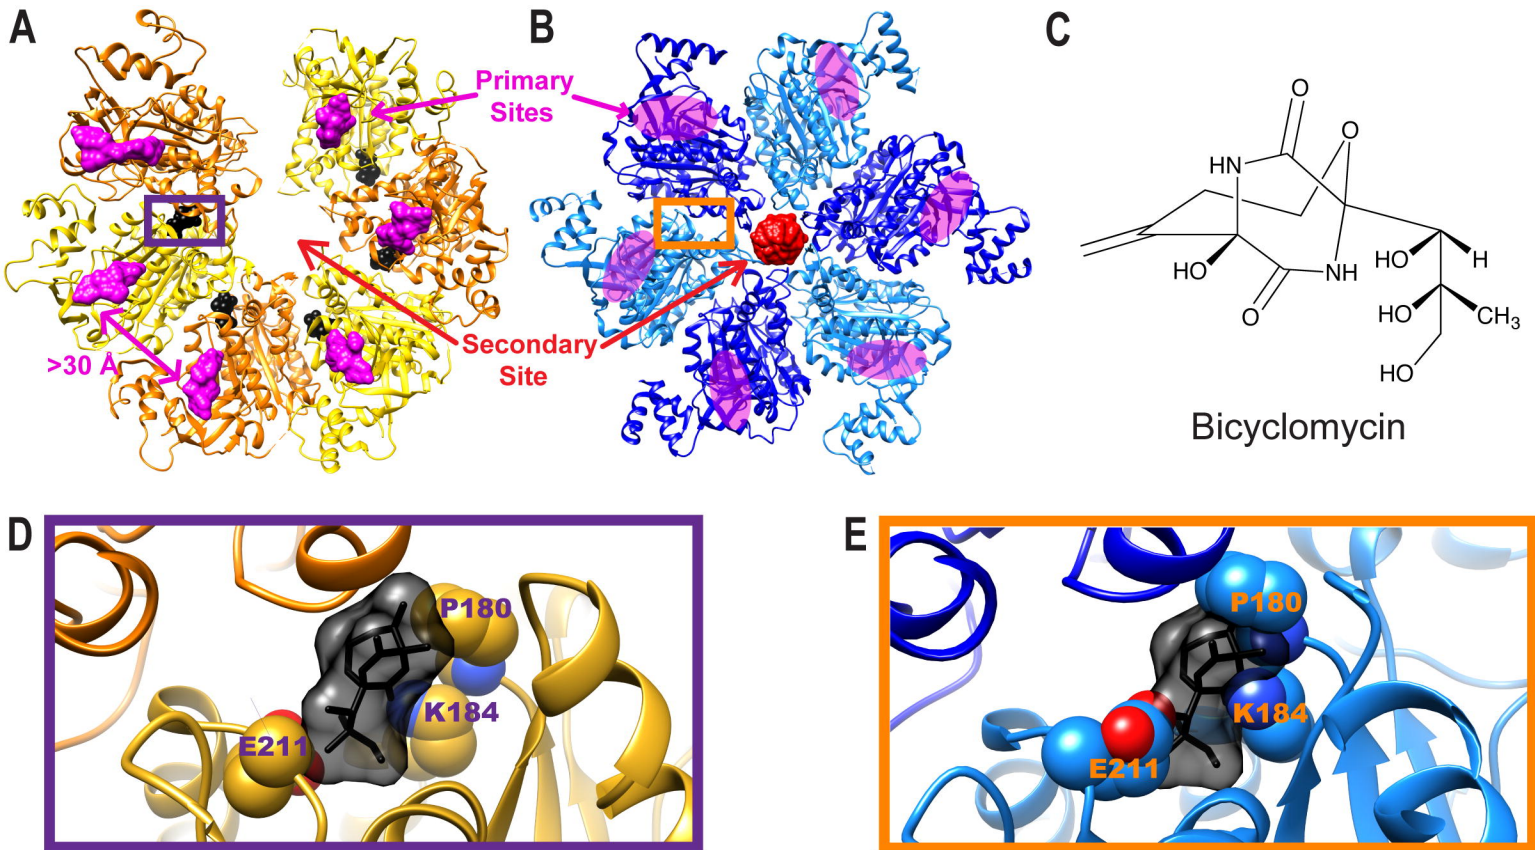 A
B
C
Primary
Sites
>30 Å
Secondary
Site
O
O
HN
HO
NH
O
HO
H
HO
CH3
HO
Bicyclomycin
D
P180
K184
E211
E
P180
K184
E211